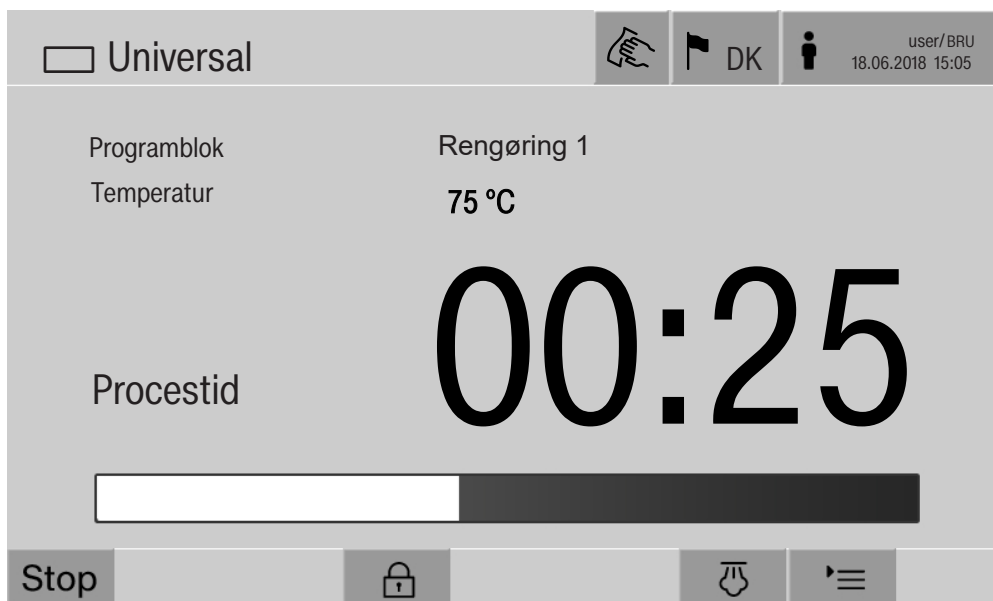 Universal
DK
user/BRU
18.06.2018 15:05
Programblok Rengøring 1
Temperatur 75 °C
Procestid 00:25
Stop